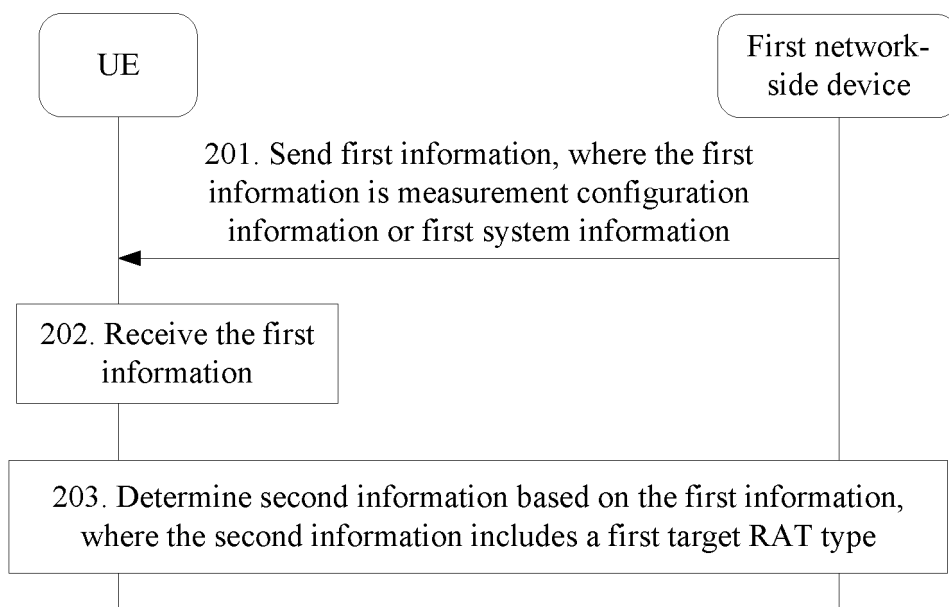 UE
First network-
side device
201. Send first information, where the first
information is measurement configuration
information or first system information
202. Receive the first
information
203. Determine second information based on the first information,
where the second information includes a first target RAT type